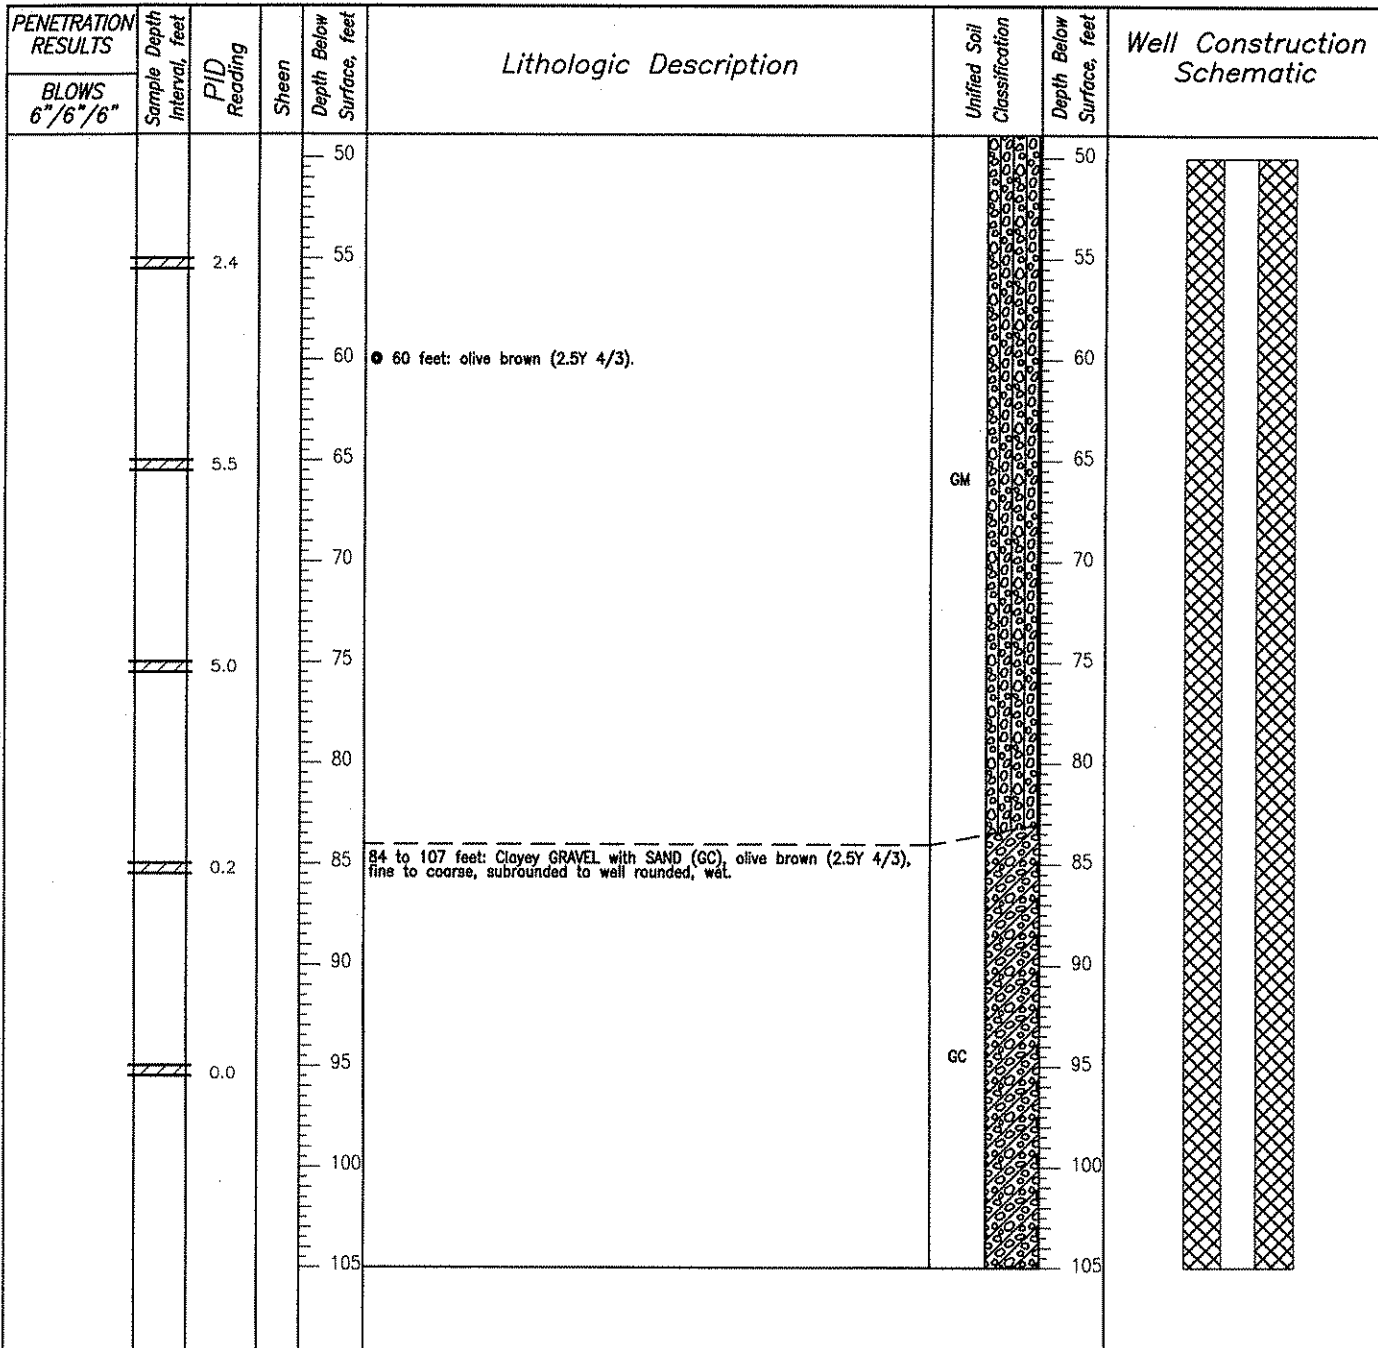 PENETRATION
RESULTS
BLOWS
6"/6"/6"
Sample Depth
Interval, feet
PID
Reading
Sheen
Depth Below
Surface, feet
Lithologic Description
Unified Soil
Classification
Depth Below
Surface, feet
Well Construction
Schematic
50
50
2.4
55
55
60
● 60 feet: olive brown (2.5Y 4/3).
60
5.5
65
65
GM
70
70
5.0
75
75
80
80
0.2
85
84 to 107 feet: Clayey GRAVEL with SAND (GC), olive brown (2.5Y 4/3),
fine to coarse, subrounded to well rounded, wet.
85
90
90
0.0
95
GC
95
100
100
105
105